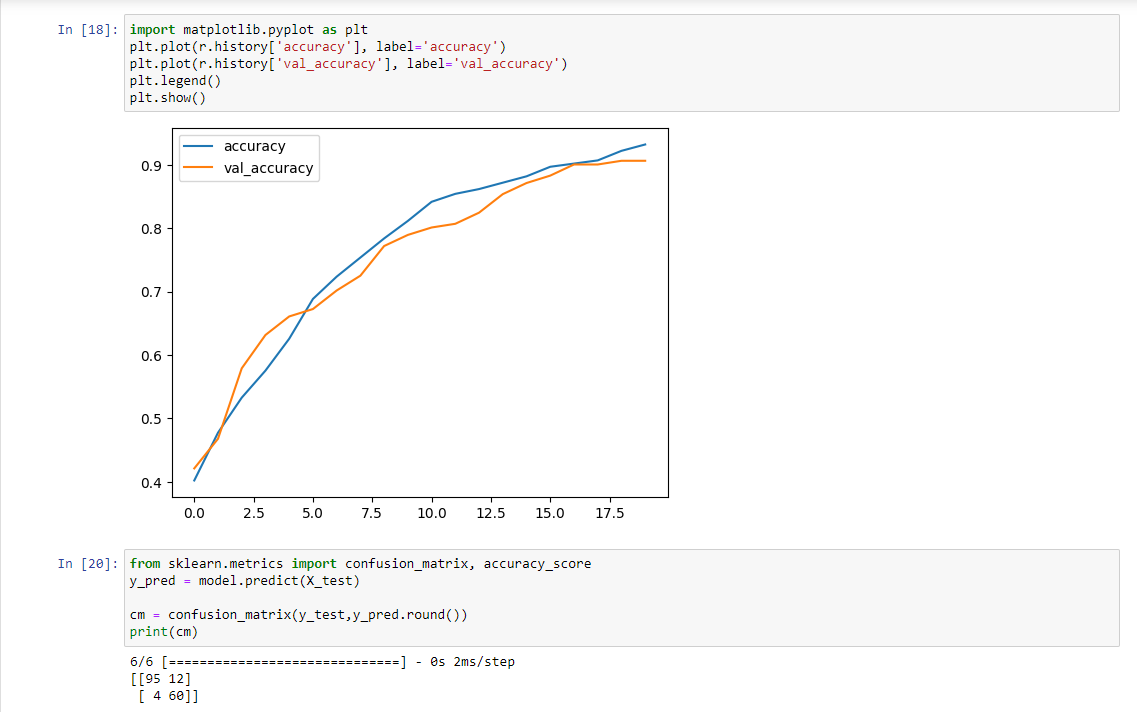 In [18]: import matplotlib.pyplot as plt
plt.plot(r.history['accuracy'], label='accuracy')
plt.plot(r.history['val_accuracy'], label='val_accuracy')
plt.legend()
plt.show()
accuracy
val_accuracy
0.9
0.8
0.7
0.6
0.5
0.4
0.0 2.5 5.0 7.5 10.0 12.5 15.0 17.5
In [20]: from sklearn.metrics import confusion_matrix, accuracy_score
y_pred = model.predict(X_test)
cm = confusion_matrix(y_test,y_pred.round())
print(cm)
6/6 [==============================] - 0s 2ms/step
[[95 12]
[ 4 60]]